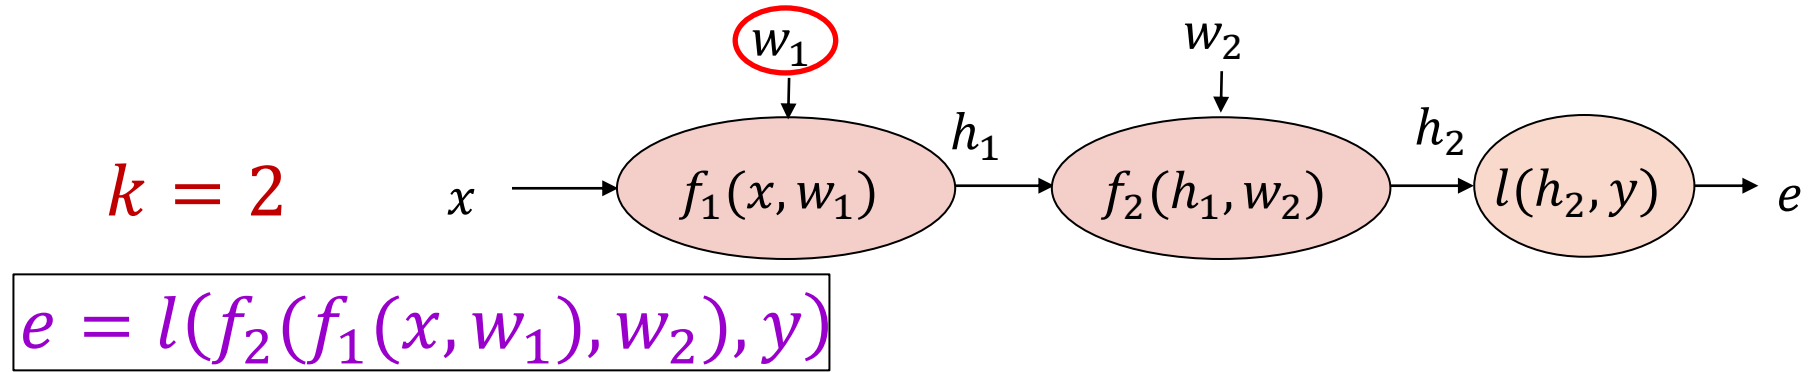 w₁ w₂
h₁ h₂
k = 2 x f₁(x, w₁) f₂(h₁, w₂) l(h₂, y) e
e = l(f₂(f₁(x, w₁), w₂), y)